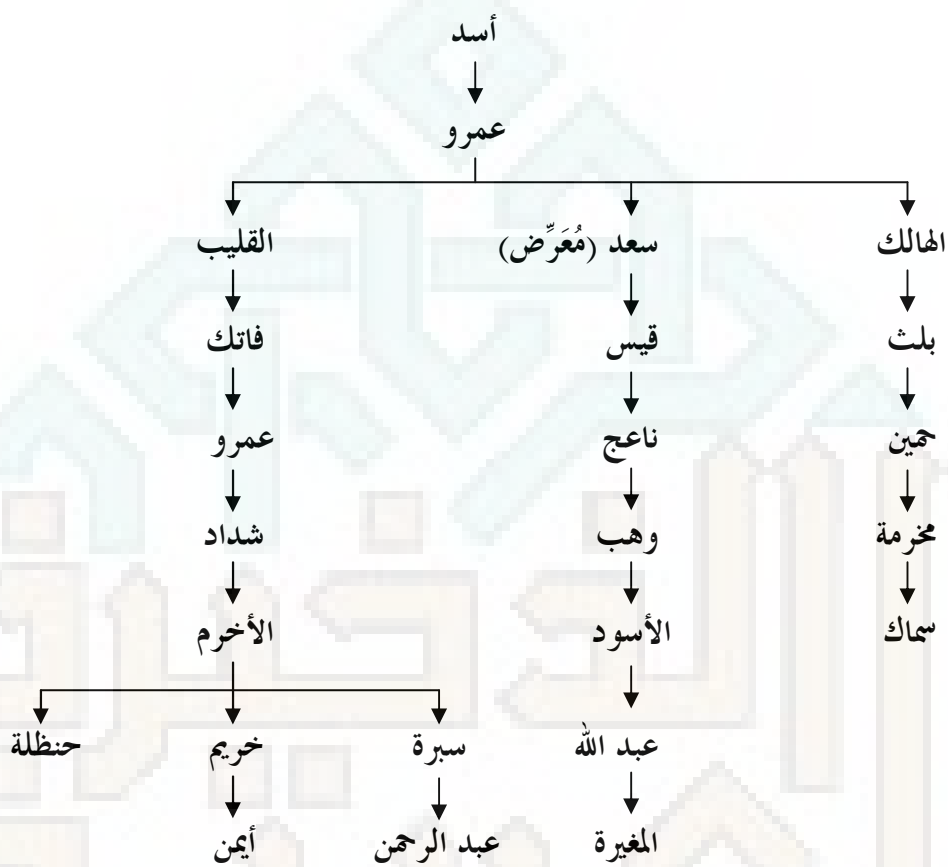 أسد
عمرو
الهالك سعد (مُعَرِّض) القليب
بلث قيس فاتك
حمين ناعج عمرو
مخرمة وهب شداد
سماك الأسود الأخرم
عبد الله سبرة خريم حنظلة
المغيرة عبد الرحمن أيمن